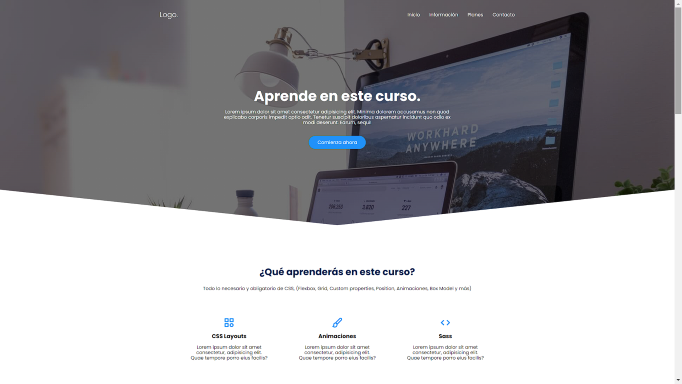 Logo.
Inicio Información Planes Contacto
Aprende en este curso.
Lorem ipsum dolor sit amet consectetur adipisicing elit. Minima dolorem accusamus non quod
explicabo corporis impedit optio odit. Tenetur suscipit doloribus aspernatur incidunt quo odio ex
modi deserunt. Earum, sequi!
Comienza ahora
WORKHARD
ANYWHERE
¿Qué aprenderás en este curso?
Todo lo necesario y obligatorio de CSS, (Flexbox, Grid, Custom properties, Position, Animaciones, Box Model y más)
CSS Layouts
Lorem ipsum dolor sit amet
consectetur, adipisicing elit.
Quae tempore porro eius facilis?
Animaciones
Lorem ipsum dolor sit amet
consectetur, adipisicing elit.
Quae tempore porro eius facilis?
Sass
Lorem ipsum dolor sit amet
consectetur, adipisicing elit.
Quae tempore porro eius facilis?